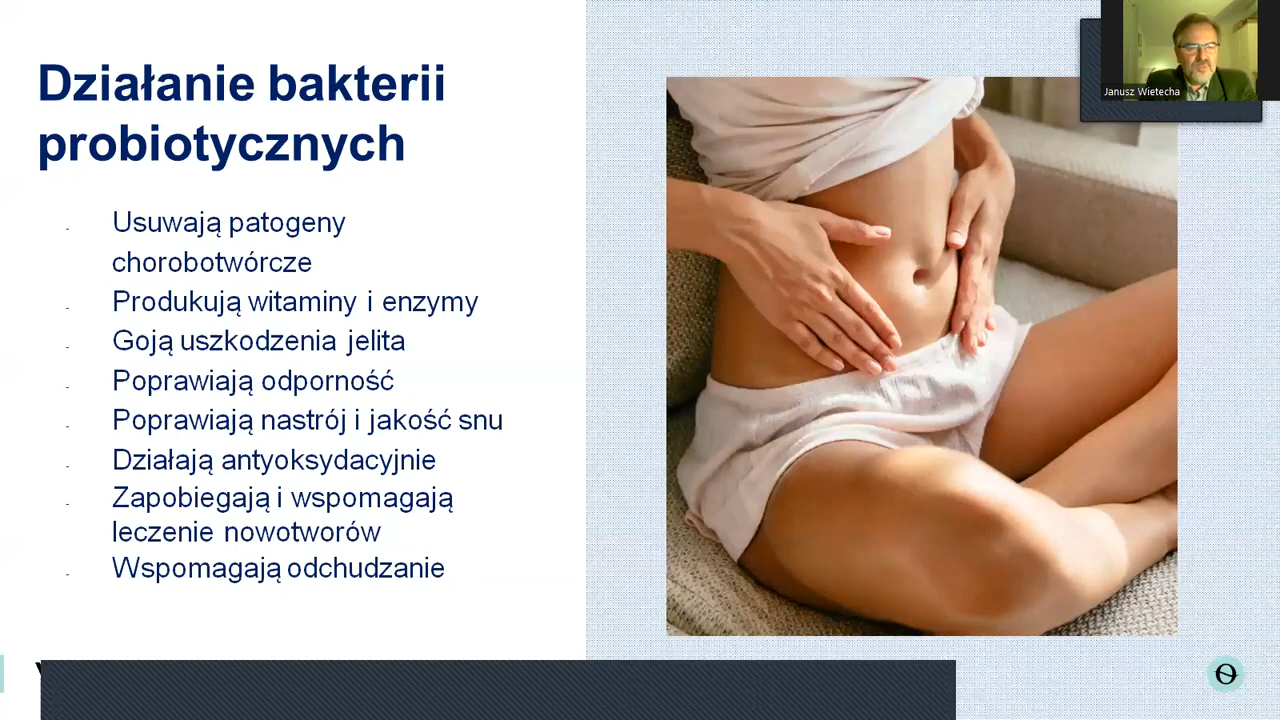 Działanie bakterii
probiotycznych
- Usuwają patogeny
chorobotwórcze
- Produkują witaminy i enzymy
- Goją uszkodzenia jelita
- Poprawiają odporność
- Poprawiają nastrój i jakość snu
- Działają antyoksydacyjnie
- Zapobiegają i wspomagają
leczenie nowotworów
- Wspomagają odchudzanie
Janusz Wietecha